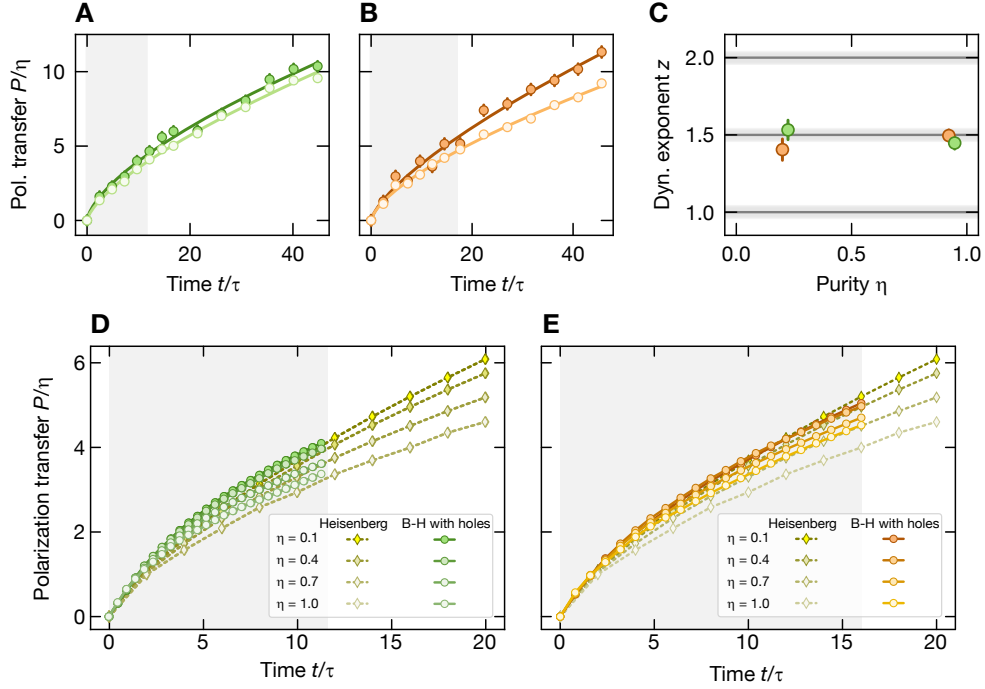 A
B
C
Pol. transfer P/η
10
5
0
0
20
40
Time t/τ
0
20
40
Time t/τ
Dyn. exponent z
2.0
1.5
1.0
0.0
0.5
1.0
Purity η
D
E
Polarization transfer P/η
6
4
2
0
0
5
10
15
20
Time t/τ
Heisenberg B-H with holes
η = 0.1
η = 0.4
η = 0.7
η = 1.0
0
5
10
15
20
Time t/τ
Heisenberg B-H with holes
η = 0.1
η = 0.4
η = 0.7
η = 1.0